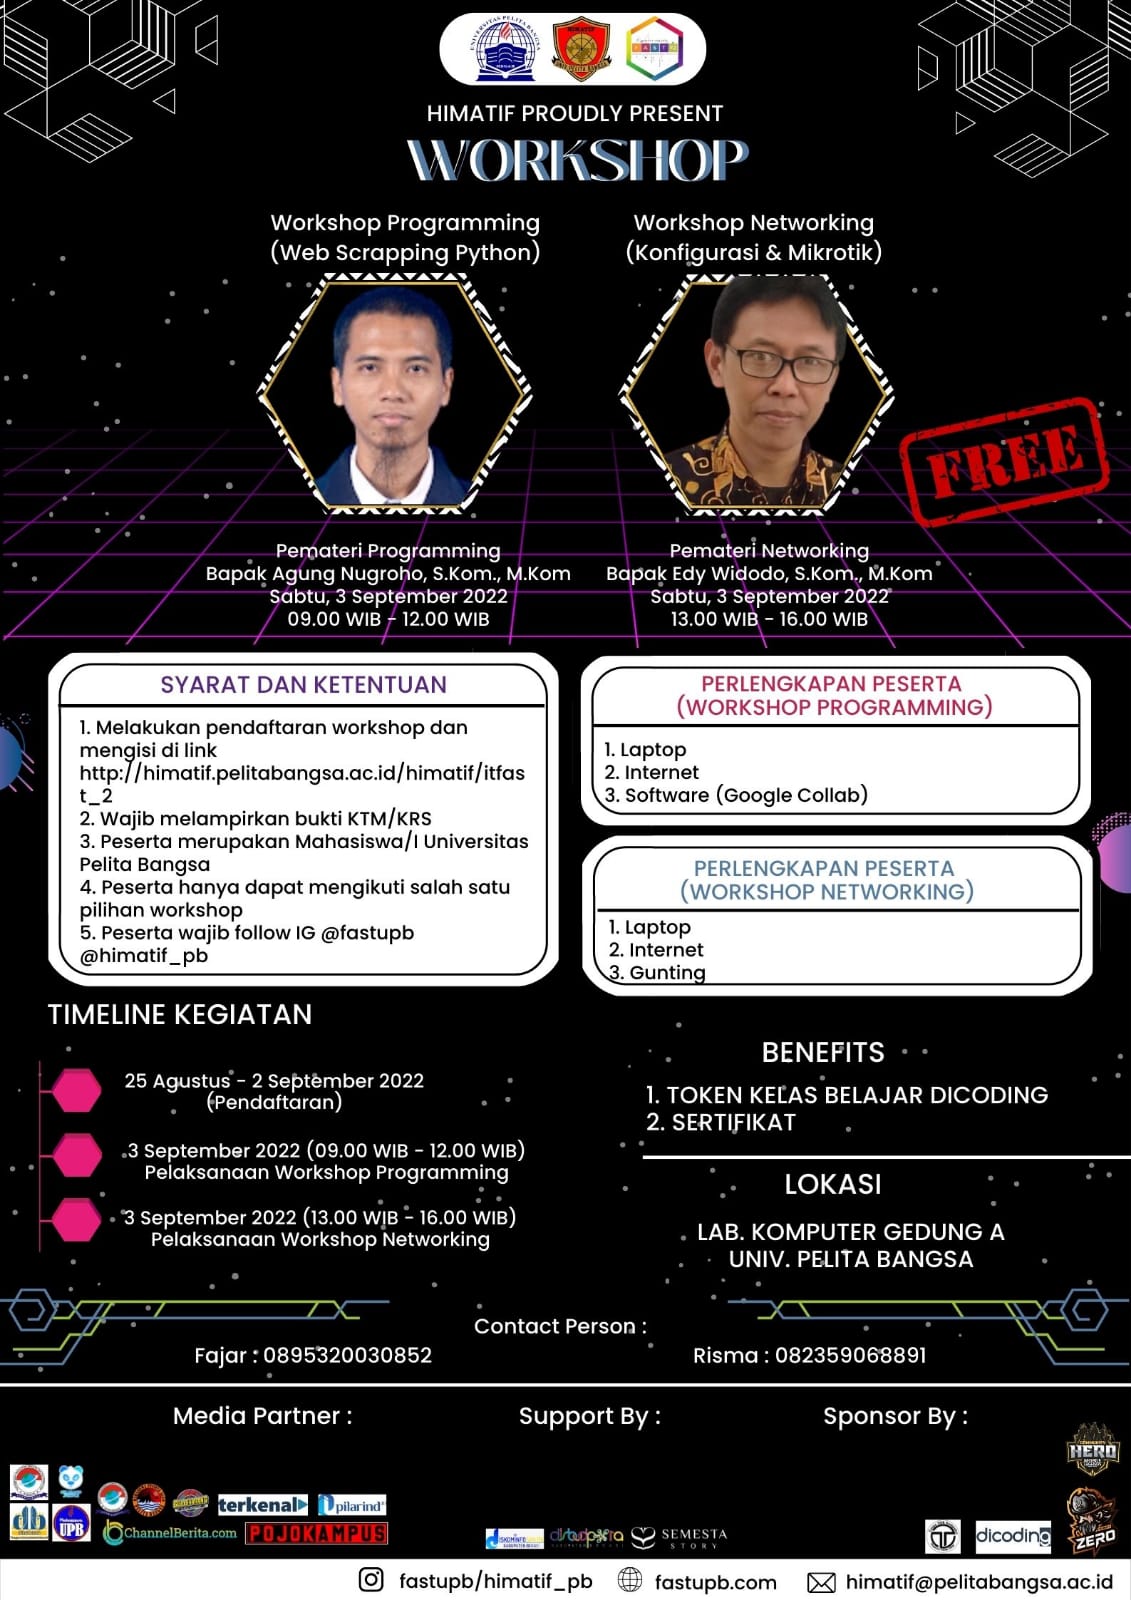 UNIVERSITAS PELITA BANGSA
HIMATIF
FAST
HIMATIF PROUDLY PRESENT
WORKSHOP
Workshop Programming
(Web Scrapping Python)
Workshop Networking
(Konfigurasi & Mikrotik)
FREE
Pemateri Programming
Bapak Agung Nugroho, S.Kom., M.Kom
Sabtu, 3 September 2022
09.00 WIB - 12.00 WIB
Pemateri Networking
Bapak Edy Widodo, S.Kom., M.Kom
Sabtu, 3 September 2022
13.00 WIB - 16.00 WIB
SYARAT DAN KETENTUAN
1. Melakukan pendaftaran workshop dan
mengisi di link
http://himatif.pelitabangsa.ac.id/himatif/itfas
t_2
2. Wajib melampirkan bukti KTM/KRS
3. Peserta merupakan Mahasiswa/I Universitas
Pelita Bangsa
4. Peserta hanya dapat mengikuti salah satu
pilihan workshop
5. Peserta wajib follow IG @fastupb
@himatif_pb
PERLENGKAPAN PESERTA
(WORKSHOP PROGRAMMING)
1. Laptop
2. Internet
3. Software (Google Collab)
PERLENGKAPAN PESERTA
(WORKSHOP NETWORKING)
1. Laptop
2. Internet
3. Gunting
TIMELINE KEGIATAN
25 Agustus - 2 September 2022
(Pendaftaran)
3 September 2022 (09.00 WIB - 12.00 WIB)
Pelaksanaan Workshop Programming
3 September 2022 (13.00 WIB - 16.00 WIB)
Pelaksanaan Workshop Networking
BENEFITS
1. TOKEN KELAS BELAJAR DICODING
2. SERTIFIKAT
LOKASI
LAB. KOMPUTER GEDUNG A
UNIV. PELITA BANGSA
Contact Person :
Fajar : 0895320030852
Risma : 082359068891
Media Partner :
Support By :
Sponsor By :
UPB
terkenal
pilarind
ChannelBerita.com
POJOKAMPUS
SEMESTA
STORY
dicoding
HERO
ZERO
fastupb/himatif_pb
fastupb.com
himatif@pelitabangsa.ac.id